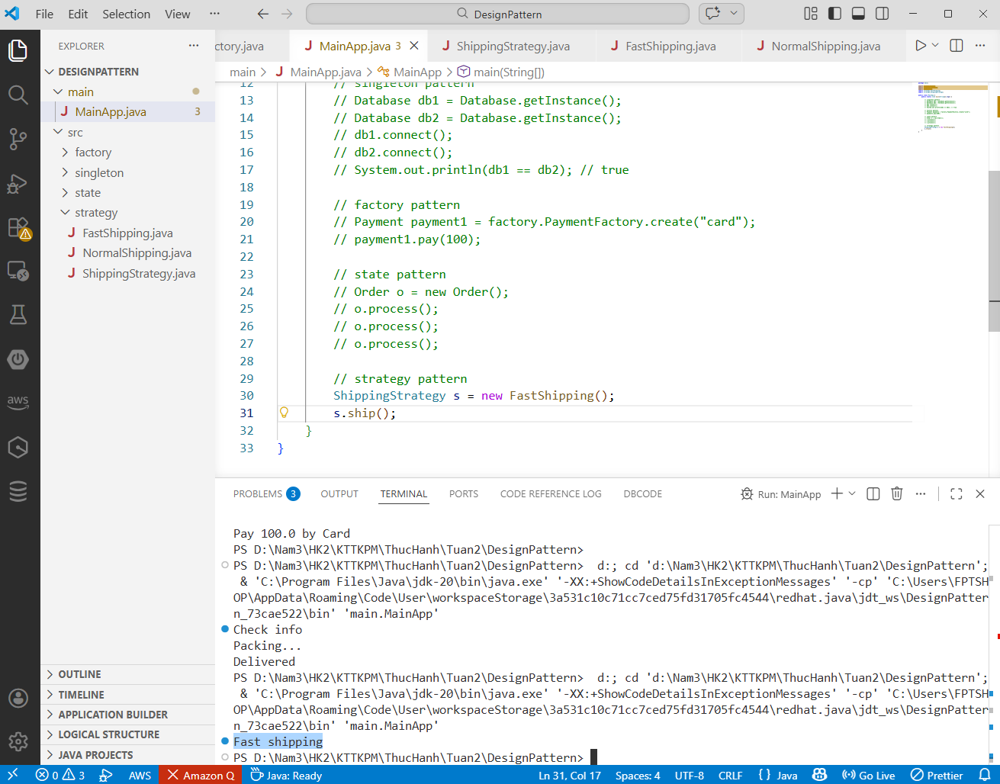 File Edit Selection View ··· DesignPattern
EXPLORER ···
ctory.java MainApp.java 3 ShippingStrategy.java FastShipping.java NormalShipping.java ···
main > MainApp.java > MainApp > main(String[])
DESIGNPATTERN
main
MainApp.java 3
src
factory
singleton
state
strategy
FastShipping.java
NormalShipping.java
ShippingStrategy.java
OUTLINE
TIMELINE
APPLICATION BUILDER
LOGICAL STRUCTURE
JAVA PROJECTS
aws
12 // singleton pattern
13 // Database db1 = Database.getInstance();
14 // Database db2 = Database.getInstance();
15 // db1.connect();
16 // db2.connect();
17 // System.out.println(db1 == db2); // true
18
19 // factory pattern
20 // Payment payment1 = factory.PaymentFactory.create("card");
21 // payment1.pay(100);
22
23 // state pattern
24 // Order o = new Order();
25 // o.process();
26 // o.process();
27 // o.process();
28
29 // strategy pattern
30 ShippingStrategy s = new FastShipping();
31 s.ship();
32 }
33 }
PROBLEMS 3 OUTPUT TERMINAL PORTS CODE REFERENCE LOG DBCODE Run: MainApp ···
Pay 100.0 by Card
PS D:\Nam3\HK2\KTTKPM\ThucHanh\Tuan2\DesignPattern>
PS D:\Nam3\HK2\KTTKPM\ThucHanh\Tuan2\DesignPattern> d:; cd 'd:\Nam3\HK2\KTTKPM\ThucHanh\Tuan2\DesignPattern';
& 'C:\Program Files\Java\jdk-20\bin\java.exe' '-XX:+ShowCodeDetailsInExceptionMessages' '-cp' 'C:\Users\FPTSH
OP\AppData\Roaming\Code\User\workspaceStorage\3a531c10c71cc7ced75fd31705fc4544\redhat.java\jdt_ws\DesignPatter
n_73cae522\bin' 'main.MainApp'
Check info
Packing...
Delivered
PS D:\Nam3\HK2\KTTKPM\ThucHanh\Tuan2\DesignPattern> d:; cd 'd:\Nam3\HK2\KTTKPM\ThucHanh\Tuan2\DesignPattern';
& 'C:\Program Files\Java\jdk-20\bin\java.exe' '-XX:+ShowCodeDetailsInExceptionMessages' '-cp' 'C:\Users\FPTSH
OP\AppData\Roaming\Code\User\workspaceStorage\3a531c10c71cc7ced75fd31705fc4544\redhat.java\jdt_ws\DesignPatter
n_73cae522\bin' 'main.MainApp'
Fast shipping
PS D:\Nam3\HK2\KTTKPM\ThucHanh\Tuan2\DesignPattern>
0 3 AWS Amazon Q Java: Ready Ln 31, Col 17 Spaces: 4 UTF-8 CRLF { } Java Go Live Prettier